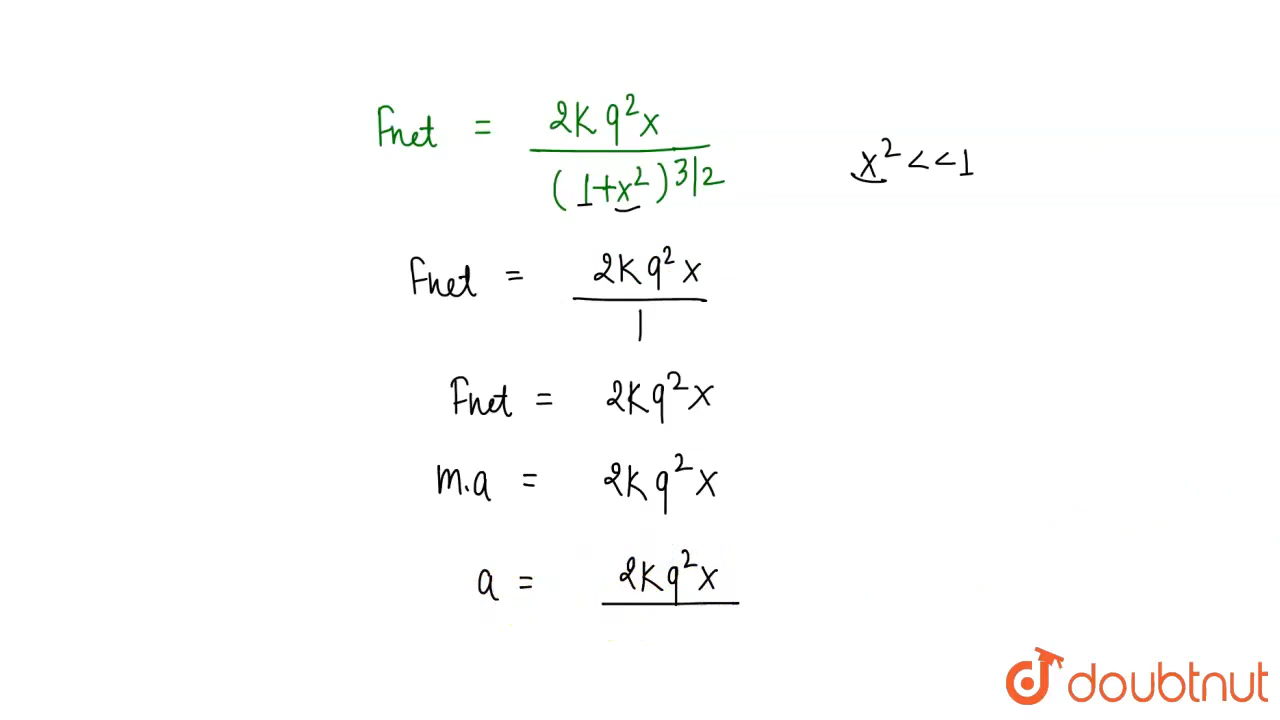 Fnet = 2Kq²x / (1+x²)^3/2    x² << 1
Fnet = 2Kq²x / 1
Fnet = 2Kq²x
m.a = 2Kq²x
a = 2Kq²x /
doubtnut